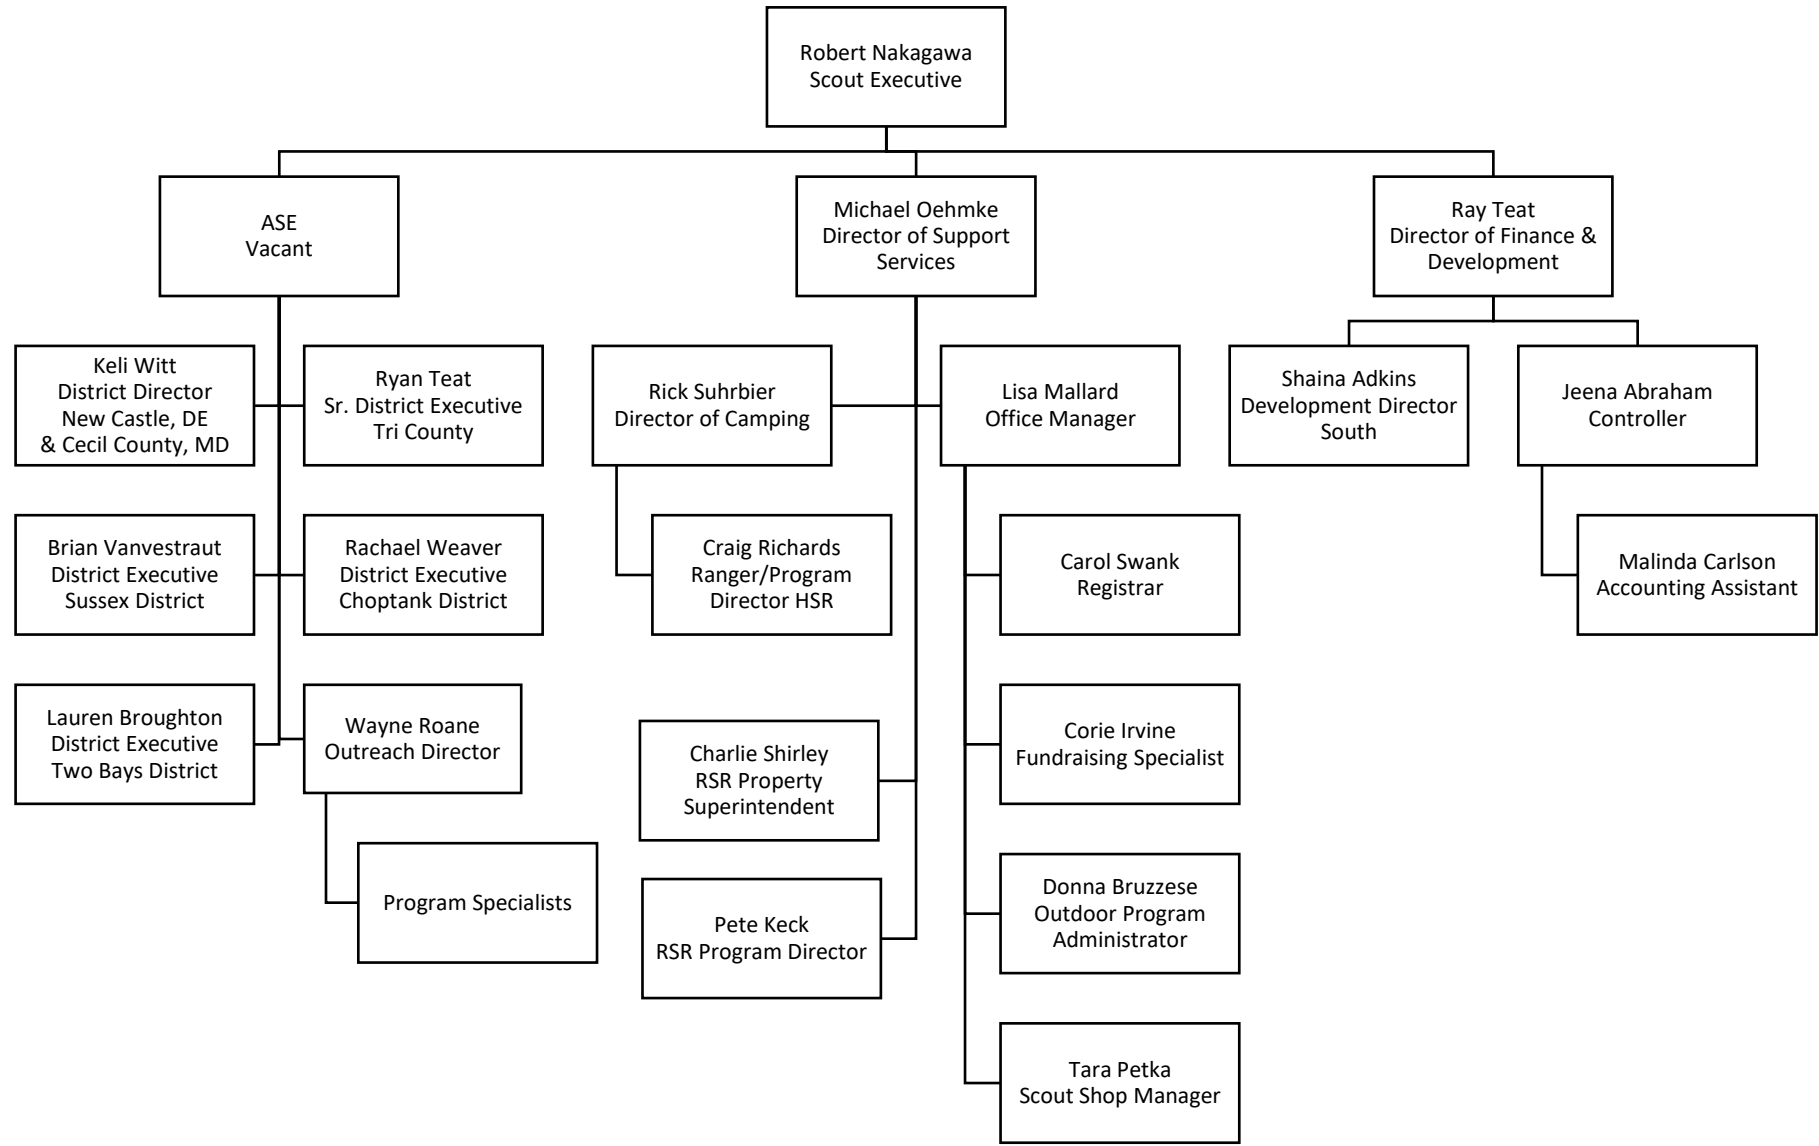 Robert Nakagawa
Scout Executive
ASE
Vacant
Michael Oehmke
Director of Support
Services
Ray Teat
Director of Finance &
Development
Keli Witt
District Director
New Castle, DE
& Cecil County, MD
Ryan Teat
Sr. District Executive
Tri County
Rick Suhrbier
Director of Camping
Lisa Mallard
Office Manager
Shaina Adkins
Development Director
South
Jeena Abraham
Controller
Brian Vanvestraut
District Executive
Sussex District
Rachael Weaver
District Executive
Choptank District
Craig Richards
Ranger/Program
Director HSR
Carol Swank
Registrar
Malinda Carlson
Accounting Assistant
Lauren Broughton
District Executive
Two Bays District
Wayne Roane
Outreach Director
Charlie Shirley
RSR Property
Superintendent
Corie Irvine
Fundraising Specialist
Program Specialists
Pete Keck
RSR Program Director
Donna Bruzzese
Outdoor Program
Administrator
Tara Petka
Scout Shop Manager